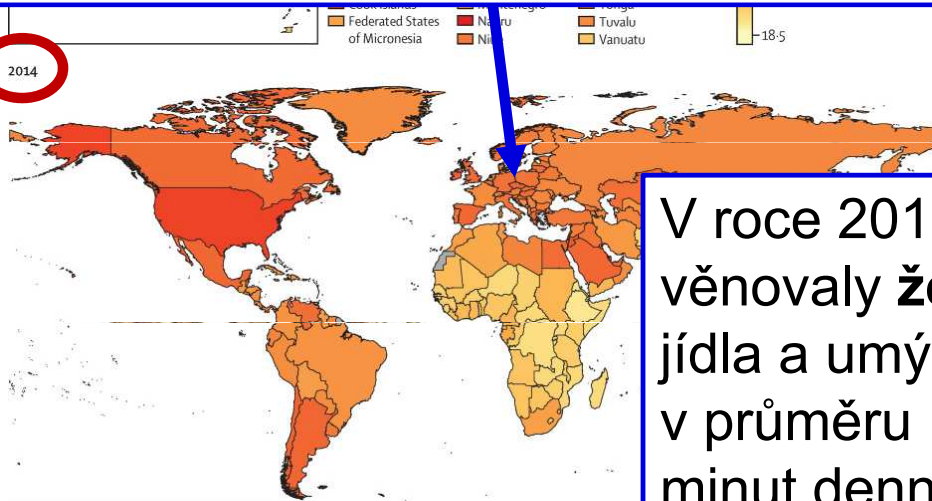 Federated States
of Micronesia
Tuvalu
Vanuatu
18·5
2014
V roce 201
věnovaly
jídla a umý
v průměru
minut denn